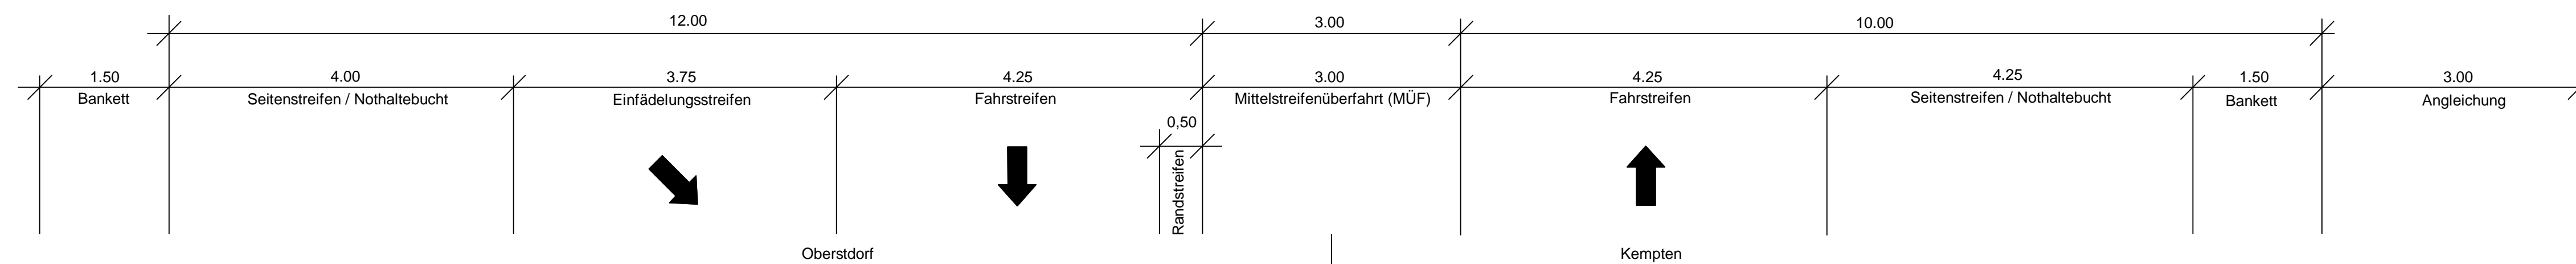 12.00 3.00 10.00
1.50 4.00 3.75 4.25 3.00 4.25 4.25 1.50 3.00
Bankett Seitenstreifen / Nothaltebucht Einfädelungsstreifen Fahrstreifen Mittelstreifenüberfahrt (MÜF) Fahrstreifen Seitenstreifen / Nothaltebucht Bankett Angleichung
0,50
Randstreifen
Oberstdorf Kempten